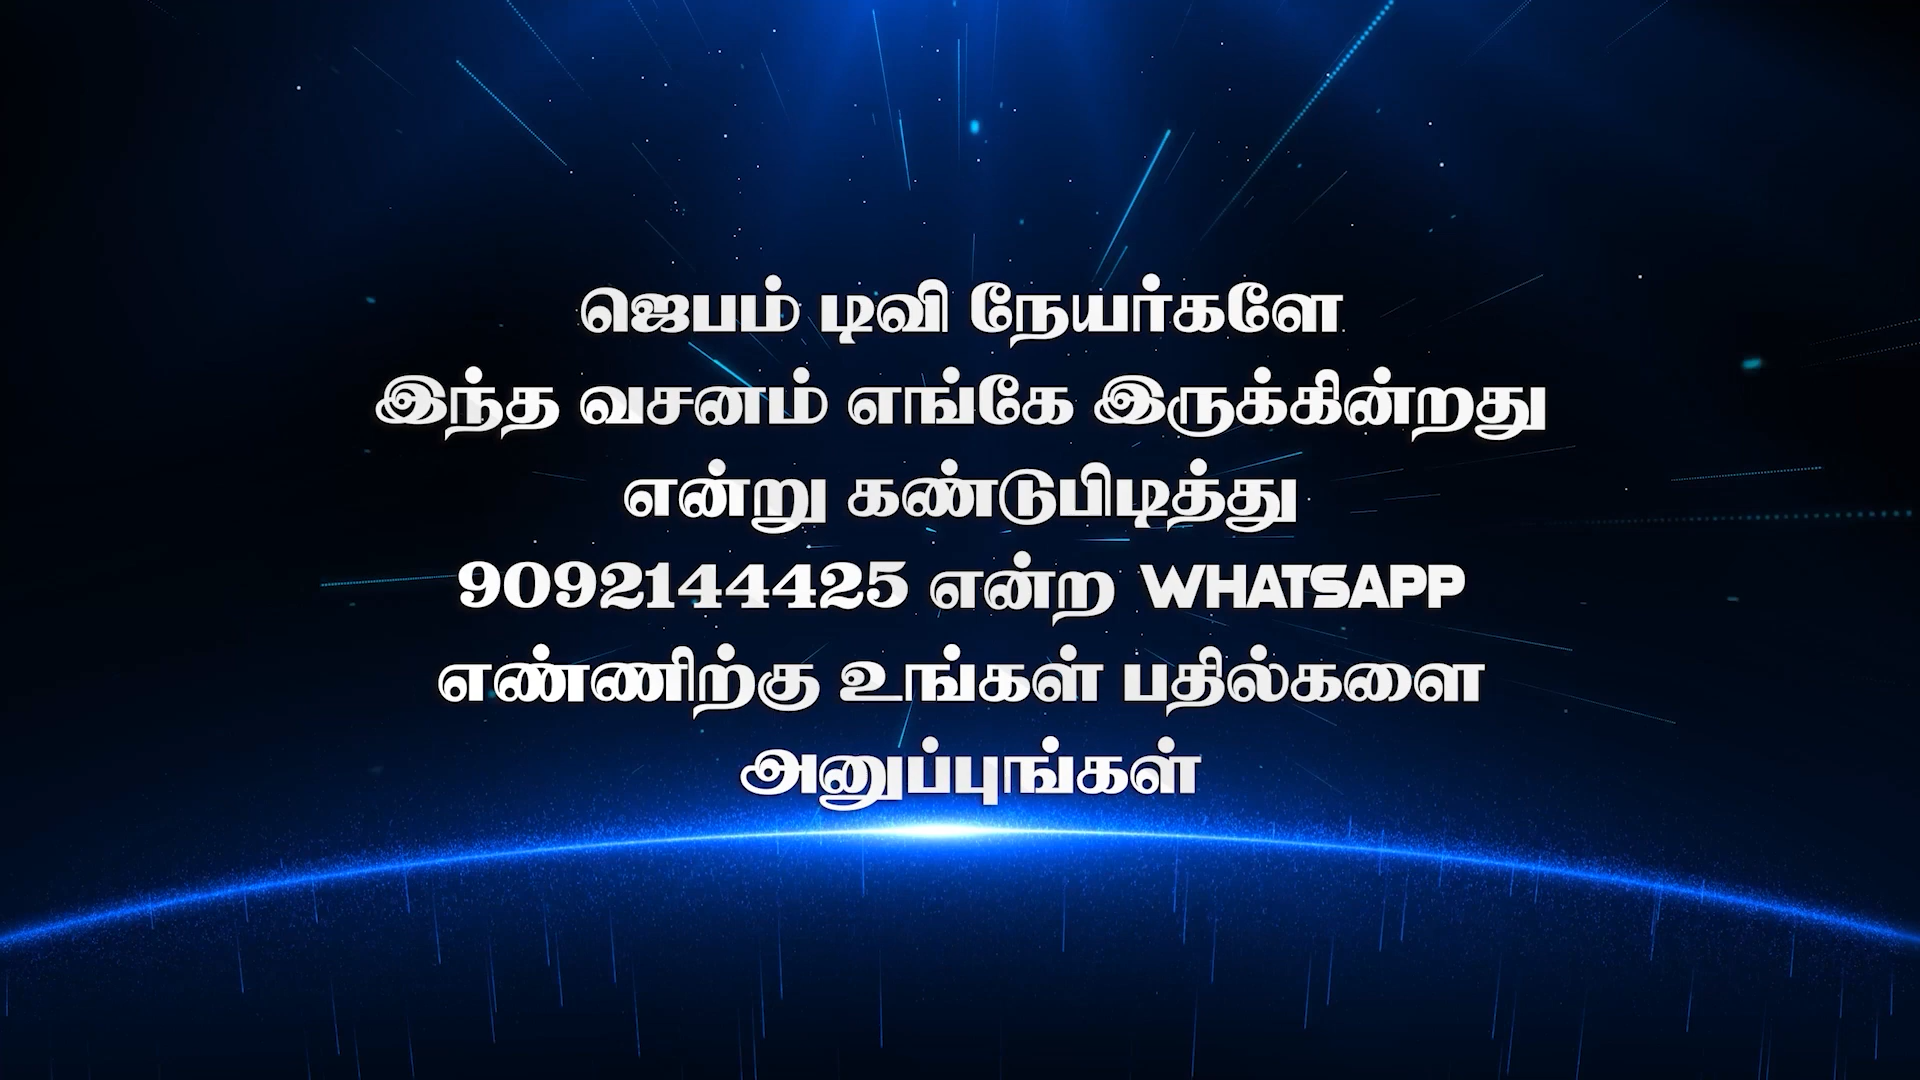 ஜெபம் டிவி நேயர்களே
இந்த வசனம் எங்கே இருக்கின்றது
என்று கண்டுபிடித்து
9092144425 என்ற WHATSAPP
எண்ணிற்கு உங்கள் பதில்களை
அனுப்புங்கள்